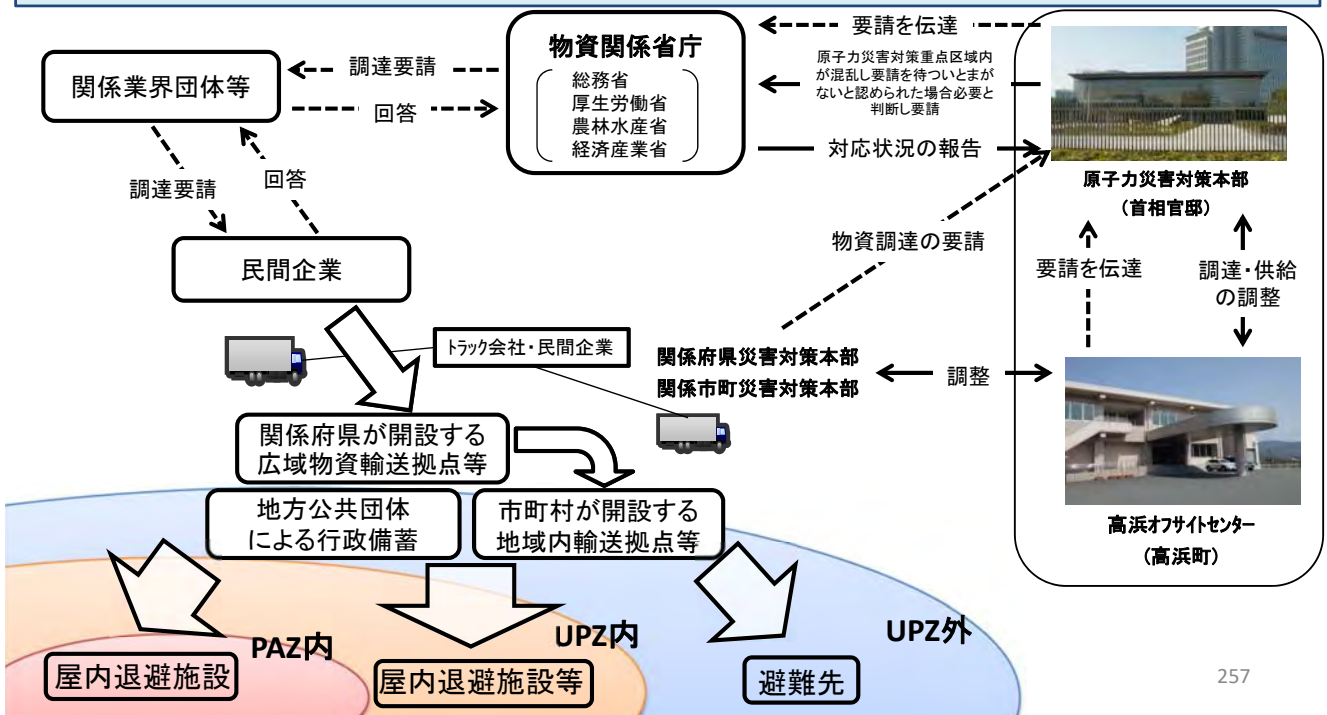 物資関係省庁
総務省
厚生労働省
農林水産省
経済産業省
関係業界団体等
調達要請
回答
要請を伝達
原子力災害対策重点区域内
が混乱し要請を待ついとまが
ないと認められた場合必要と
判断し要請
対応状況の報告
原子力災害対策本部
(首相官邸)
調達要請
回答
民間企業
物資調達の要請
要請を伝達
調達・供給
の調整
トラック会社・民間企業
関係府県災害対策本部
関係市町災害対策本部
調整
高浜オフサイトセンター
(高浜町)
関係府県が開設する
広域物資輸送拠点等
地方公共団体
による行政備蓄
市町村が開設する
地域内輸送拠点等
PAZ内
UPZ内
UPZ外
屋内退避施設
屋内退避施設等
避難先
257